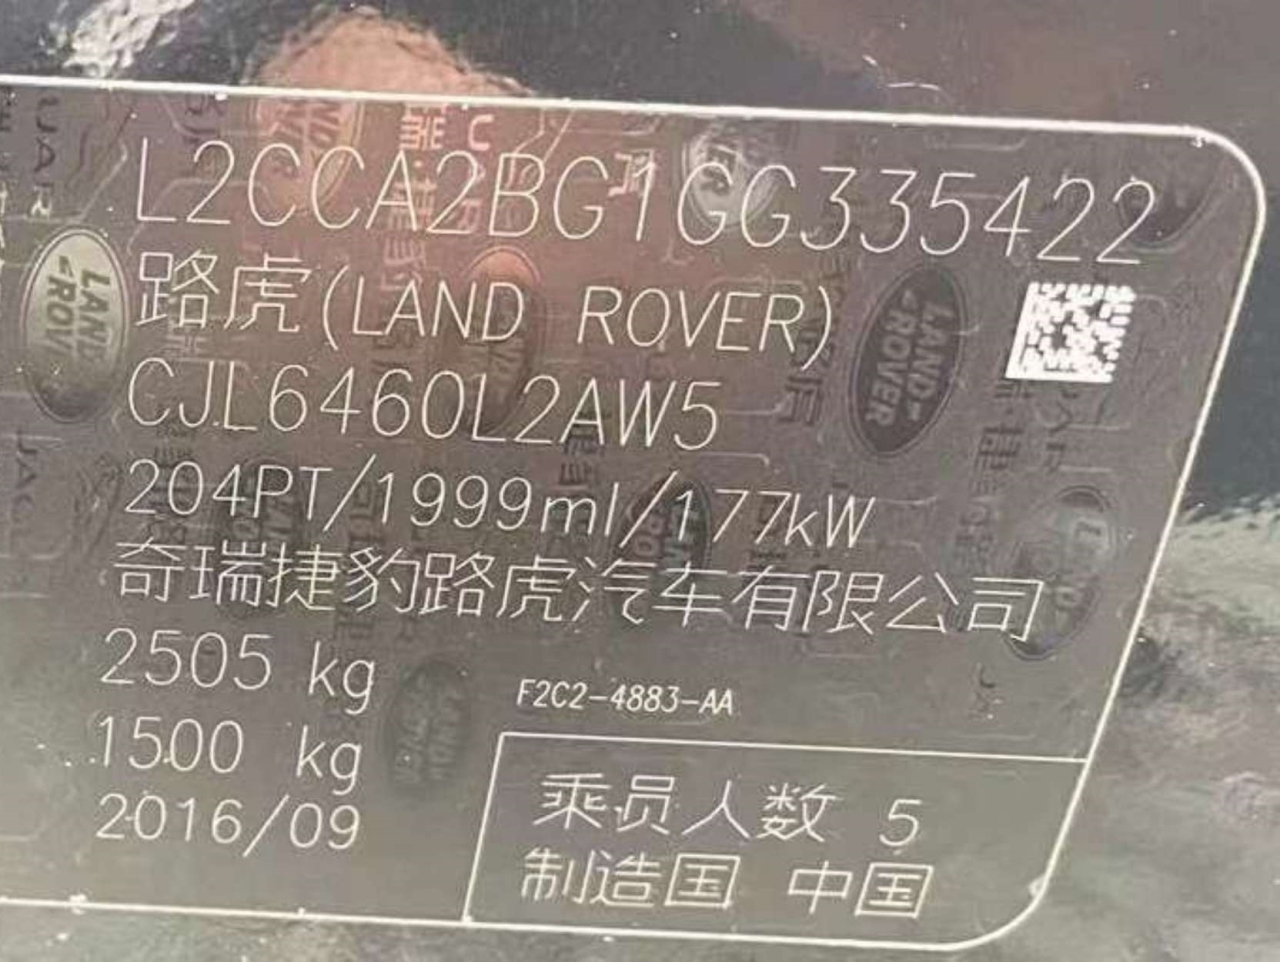 L2CCA2BG1GG335422
路虎(LAND ROVER)
CJL6460L2AW5
204PT/1999ml/177kW
奇瑞捷豹路虎汽车有限公司
2505 kg
F2C2-4883-AA
1500 kg
2016/09
乘员人数 5
制造国 中国
LAND ROVER